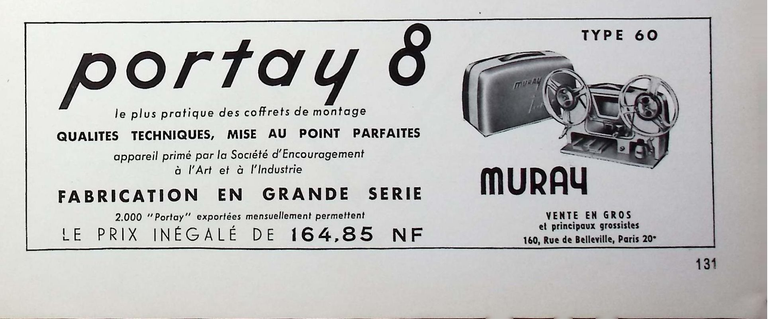 portay 8
le plus pratique des coffrets de montage
QUALITES TECHNIQUES, MISE AU POINT PARFAITES
appareil primé par la Société d'Encouragement
à l'Art et à l'Industrie
FABRICATION EN GRANDE SERIE
2.000 "Portay" exportées mensuellement permettent
LE PRIX INÉGALÉ DE 164,85 NF
TYPE 60
muray
MURAY
VENTE EN GROS
et principaux grossistes
160, Rue de Belleville, Paris 20ᵉ
131